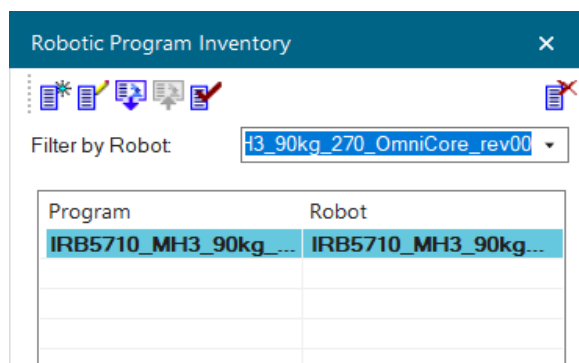 Robotic Program Inventory
Filter by Robot: H3_90kg_270_OmniCore_rev00
Program Robot
IRB5710_MH3_90kg_... IRB5710_MH3_90kg...